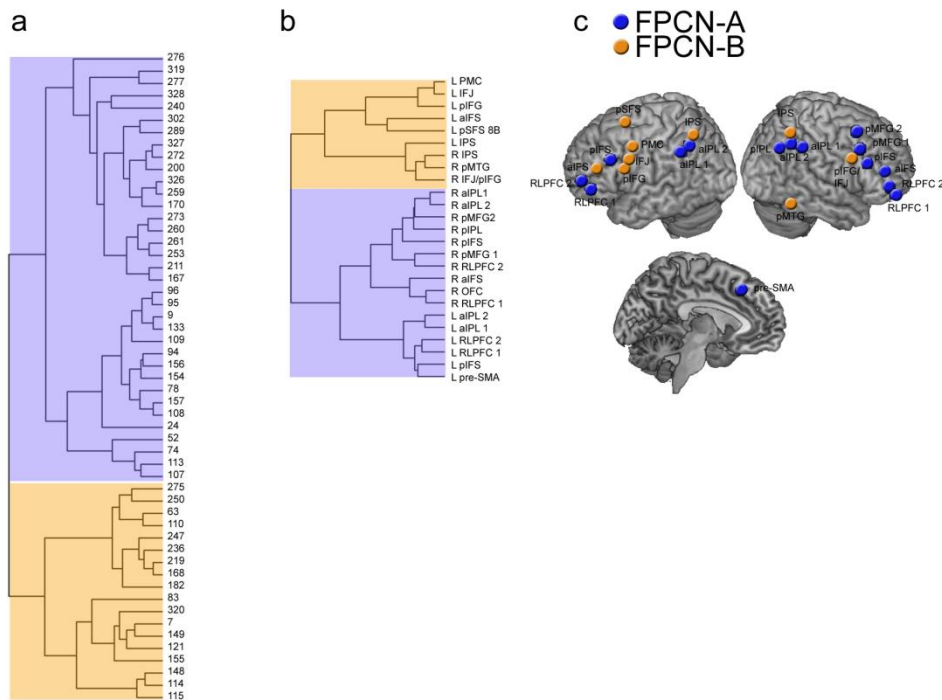 a
276
319
277
328
240
302
289
327
272
200
326
259
170
273
260
261
253
211
167
96
95
9
133
109
94
156
154
78
157
108
24
52
74
113
107
275
250
63
110
247
236
219
168
182
83
320
7
149
121
155
148
114
115
b
L PMC
L IFJ
L pIFG
L aIFS
L pSFS 8B
L IPS
R IPS
R pMTG
R IFJ/pIFG
R aIPL1
R aIPL 2
R pMFG2
R pIPL
R pIFS
R pMFG 1
R RLPFC 2
R aIFS
R OFC
R RLPFC 1
L aIPL 2
L aIPL 1
L RLPFC 2
L RLPFC 1
L pIFS
L pre-SMA
c
FPCN-A
FPCN-B
pSFS
IPS
pIFS
PMC
aIPL 2
aIFS
IFJ
aIPL 1
pIFG
RLPFC 2
RLPFC 1
IPS
pMFG 2
pIPL
aIPL 1
pMFG 1
aIPL 2
pIFS
pIFG/
IFJ
aIFS
RLPFC 2
RLPFC 1
pMTG
pre-SMA